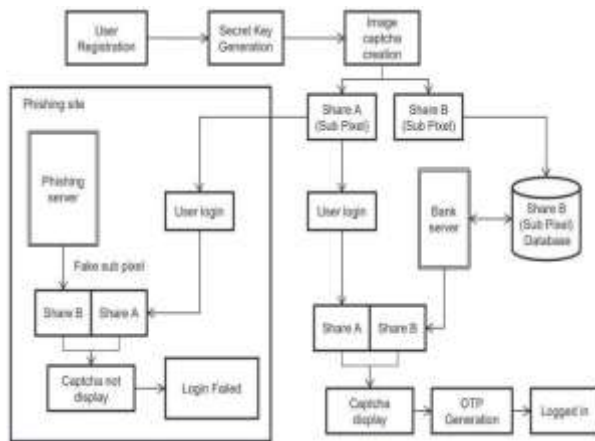 User
Registration
Secret Key
Generation
Image
captcha
creation
Phishing site
Share A
(Sub Pixel)
Share B
(Sub Pixel)
Phishing
server
User login
User login
Bank
server
Share B
(Sub Pixel)
Database
Fake sub pixel
Share B
Share A
Share A
Share B
Captcha not
display
Login Failed
Captcha
display
OTP
Generation
Logged in